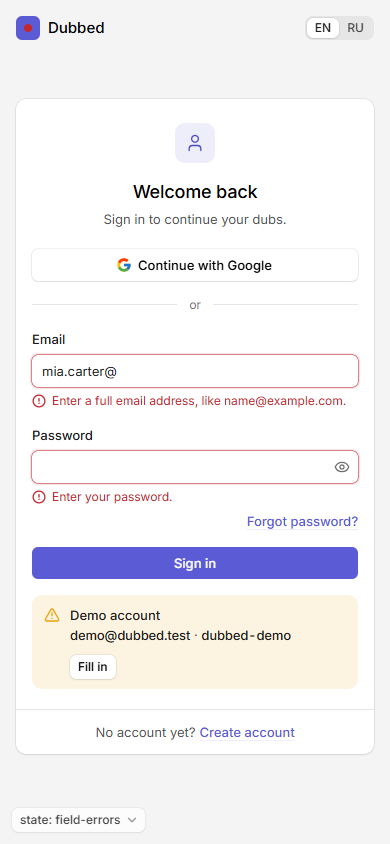 Dubbed
EN RU
Welcome back
Sign in to continue your dubs.
Continue with Google
or
Email
mia.carter@
Enter a full email address, like name@example.com.
Password
Enter your password.
Forgot password?
Sign in
Demo account
demo@dubbed.test · dubbed-demo
Fill in
No account yet? Create account
state: field-errors